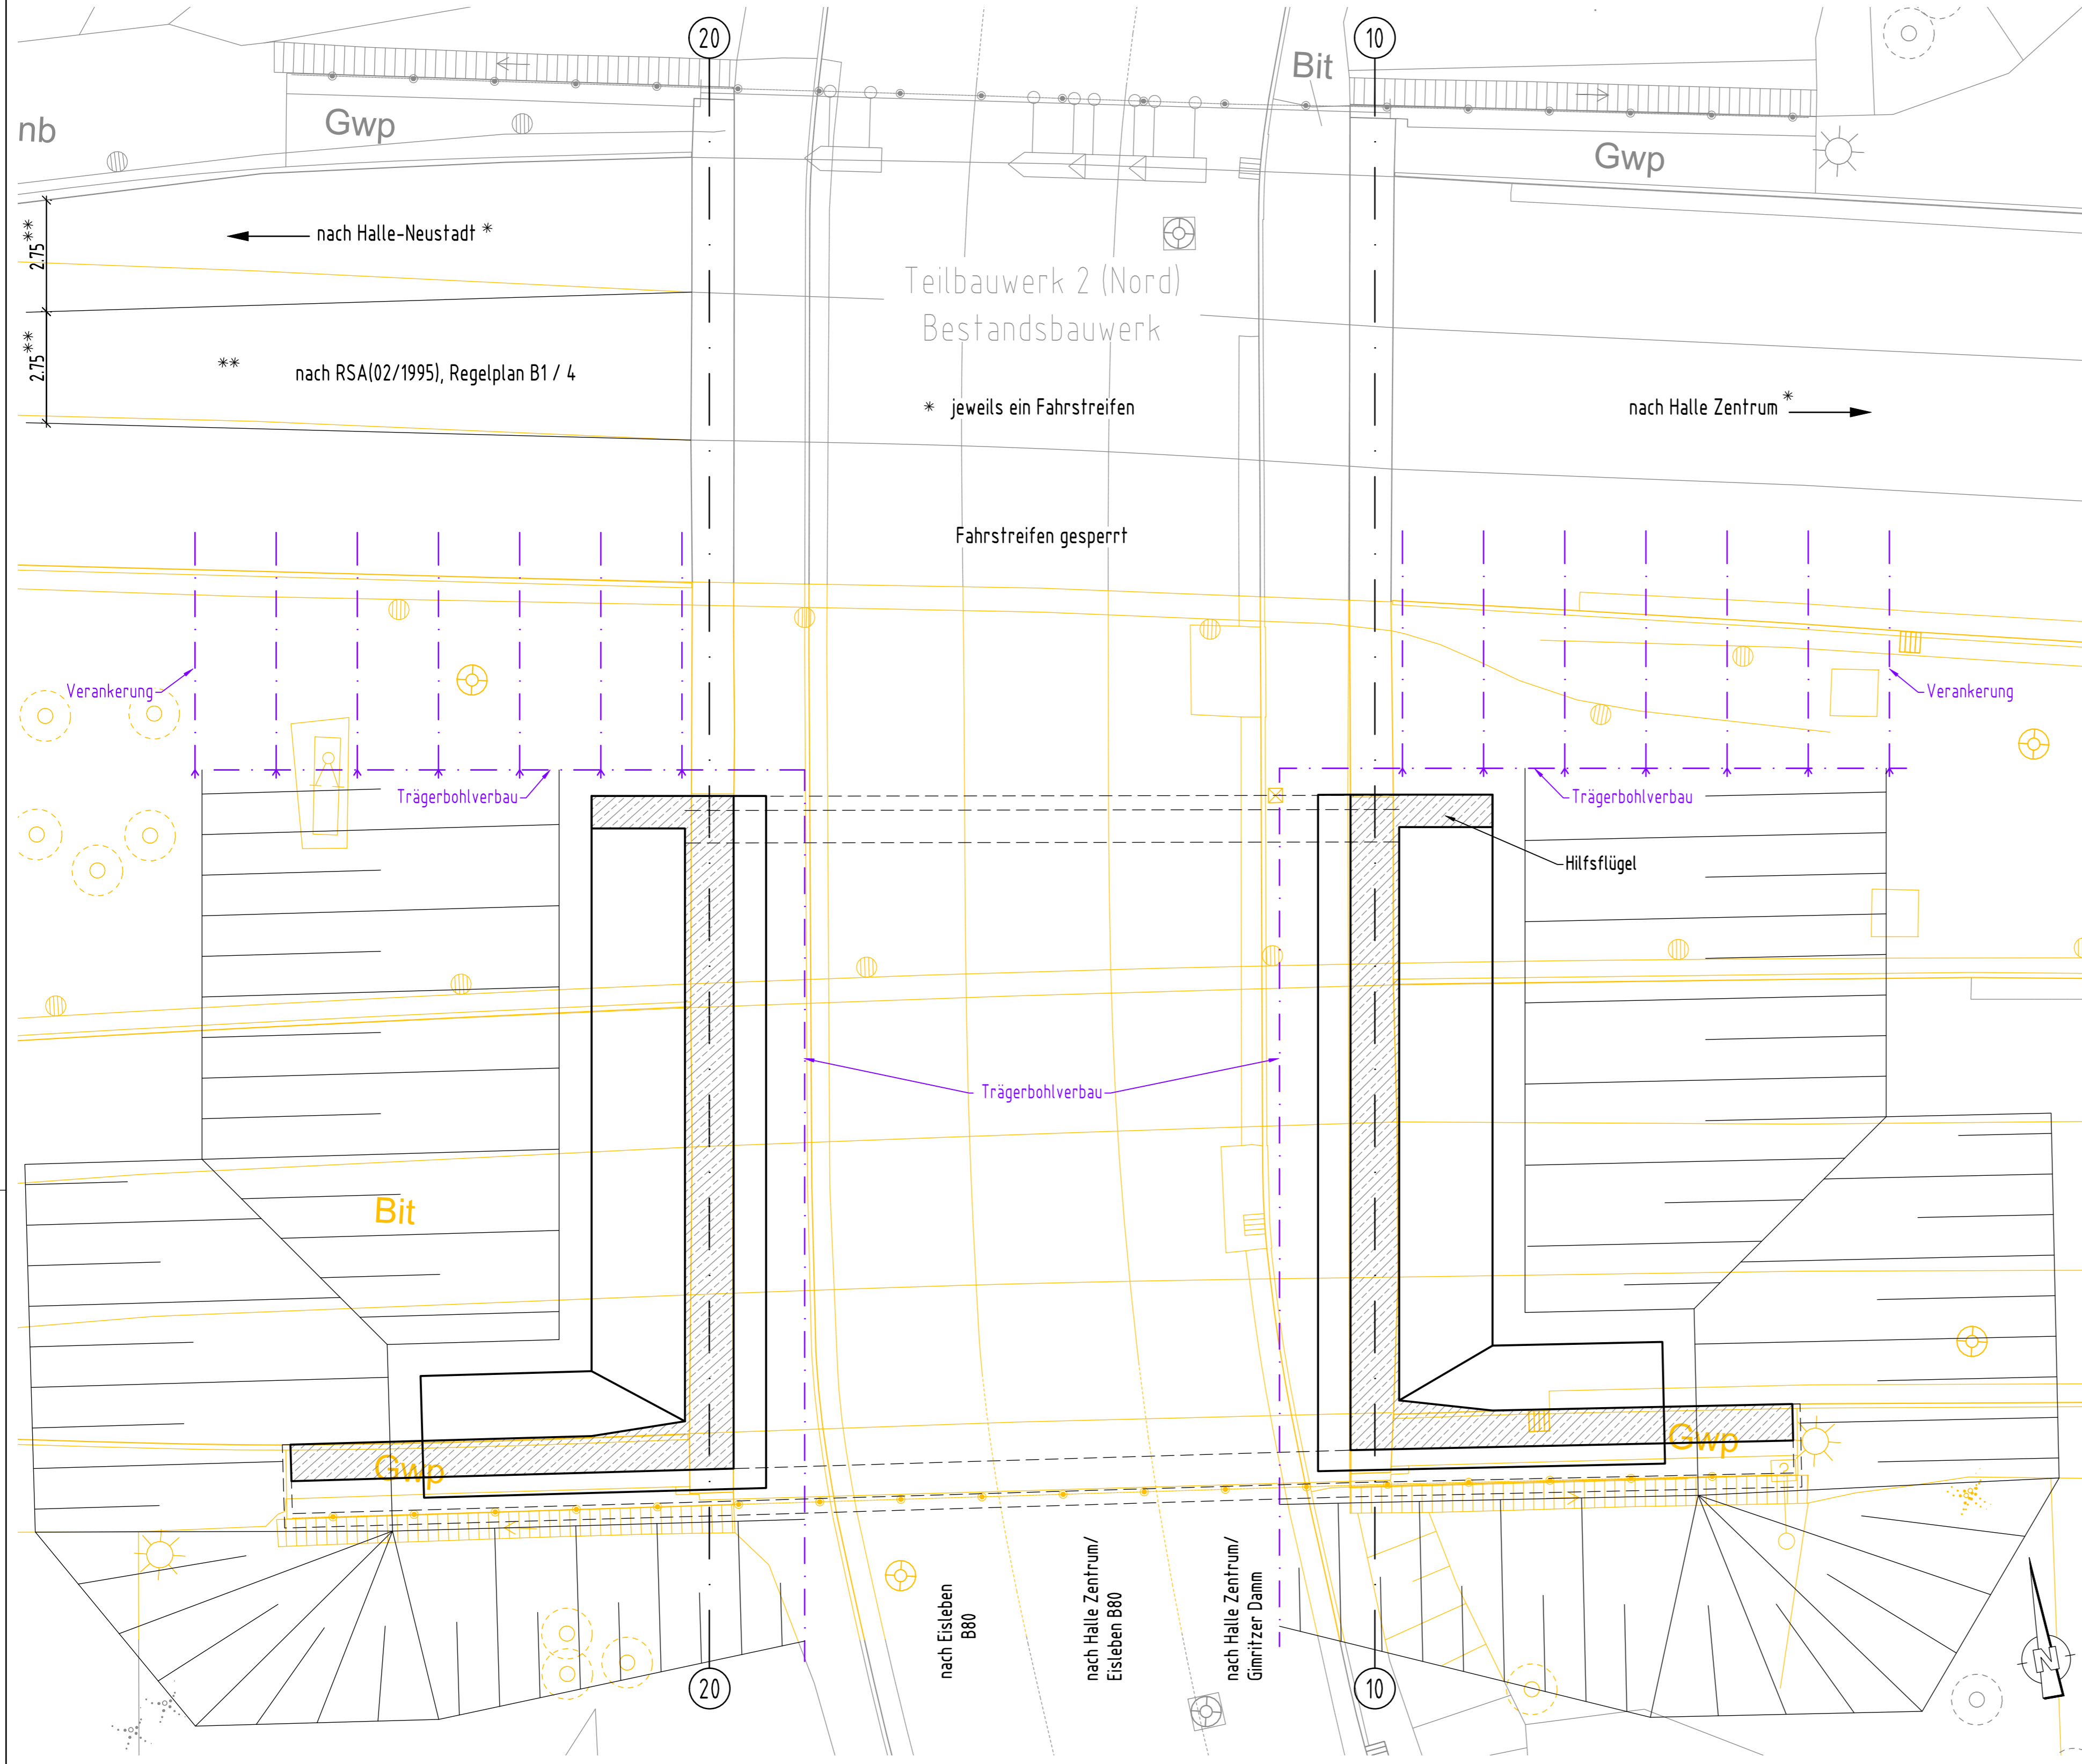 20
10
Bit
nb
Gwp
Gwp
2.75**
nach Halle-Neustadt *
Teilbauwerk 2 (Nord)
Bestandsbauwerk
2.75**
** nach RSA(02/1995), Regelplan B1 / 4
* jeweils ein Fahrstreifen
nach Halle Zentrum *
Fahrstreifen gesperrt
Verankerung
Verankerung
Trägerbohlverbau
Trägerbohlverbau
Hilfsflügel
Trägerbohlverbau
Bit
Gwp
Gwp
nach Eisleben
B80
nach Halle Zentrum/
Eisleben B80
nach Halle Zentrum/
Gimritzer Damm
N
20
10